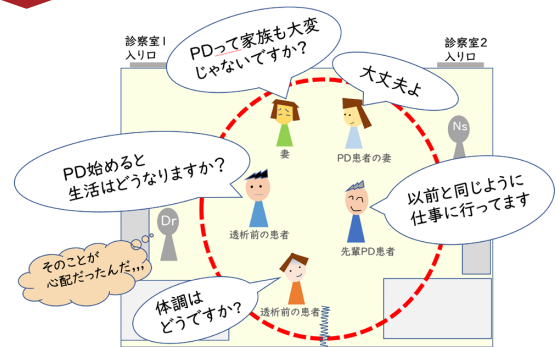 診察室1
入り口
PDって家族も大変
じゃないですか?
診察室2
入り口
大丈夫よ
Ns
妻
PD患者の妻
PD始めると
生活はどうなりますか?
以前と同じように
仕事に行ってます
Dr
透析前の患者
先輩PD患者
そのことが
心配だったんだ,,,
体調は
どうですか?
透析前の患者